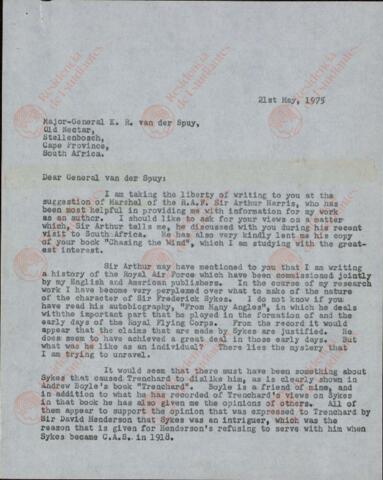 21st May, 1975
Major-General K. R. van der Spuy,
Old Nectar,
Stellenbosch,
Cape Province,
South Africa.
Dear General van der Spuy:
I am taking the liberty of writing to you at the
suggestion of Marshal of the R.A.F. Sir Arthur Harris, who has
been most helpful in providing me with information for my work
as an author. I should like to ask for your views on a matter
which, Sir Arthur tells me, he discussed with you during his recent
visit to South Africa. He has also very kindly lent me his copy
of your book "Chasing the Wind", which I am studying with the great-
est interest.
Sir Arthur may have mentioned to you that I am writing
a history of the Royal Air Force which have been commissioned jointly
by my English and American publishers. In the course of my research
work I have become very perplexed over what to make of the nature
of the character of Sir Frederick Sykes. I do not know if you
have read his autobiography, "From Many Angles", in which he deals
withthe important part that he played in the formation of and the
early days of the Royal Flying Corps. From the record it would
appear that the claims that are made by Sykes are justified. He
does seem to have achieved a great deal in those early days. But
what was he like as an individual? There lies the mystery that
I am trying to unravel.
It would seem that there must have been something about
Sykes that caused Trenchard to dislike him, as is clearly shown in
Andrew Boyle's book "Trenchard". Boyle is a friend of mine, and
in addition to what he has recorded of Trenchard's views on Sykes
in that book he has also given me the opinions of others. All of
them appear to support the opinion that was expressed to Trenchard by
Sir David Henderson that Sykes was an intriguer, which was the
reason that is given for Henderson's refusing to serve with him when
Sykes became C.A.S. in 1918.
Residencia
de Estudiantes